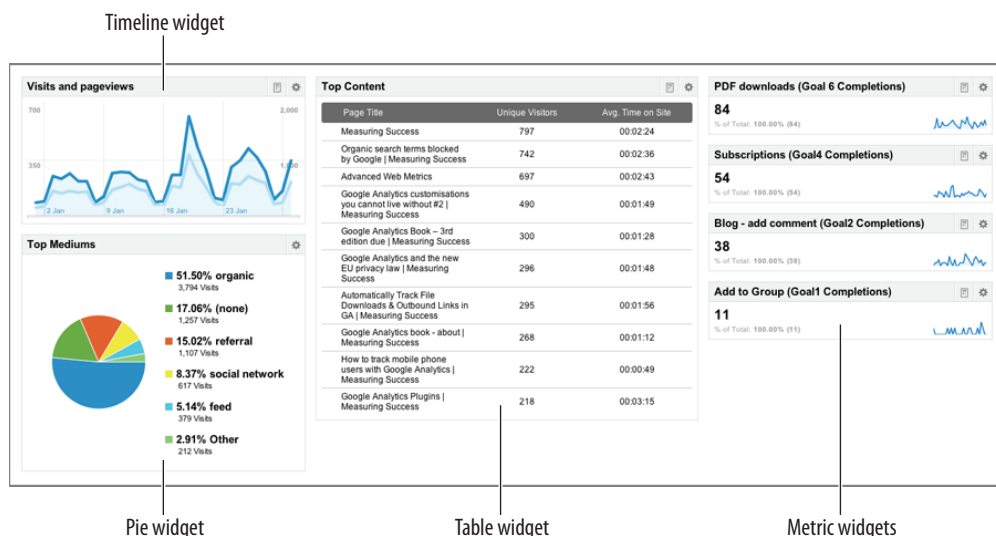 Timeline widget
Visits and pageviews
700
2,000
350
1,000
2 Jan
9 Jan
16 Jan
23 Jan
Top Mediums
51.50% organic
3,794 Visits
17.06% (none)
1,257 Visits
15.02% referral
1,107 Visits
8.37% social network
617 Visits
5.14% feed
379 Visits
2.91% Other
212 Visits
Top Content
Page Title Unique Visitors Avg. Time on Site
Measuring Success 797 00:02:24
Organic search terms blocked
by Google | Measuring Success 742 00:02:36
Advanced Web Metrics 697 00:02:43
Google Analytics customisations
you cannot live without #2 | 490 00:01:49
Measuring Success
Google Analytics Book – 3rd
edition due | Measuring Success 300 00:01:28
Google Analytics and the new
EU privacy law | Measuring 296 00:01:48
Success
Automatically Track File
Downloads & Outbound Links in 295 00:01:56
GA | Measuring Success
Google Analytics book - about |
Measuring Success 268 00:01:12
How to track mobile phone
users with Google Analytics | 222 00:00:49
Measuring Success
Google Analytics Plugins |
Measuring Success 218 00:03:15
PDF downloads (Goal 6 Completions)
84
% of Total: 100.00% (84)
Subscriptions (Goal4 Completions)
54
% of Total: 100.00% (54)
Blog - add comment (Goal2 Completions)
38
% of Total: 100.00% (38)
Add to Group (Goal1 Completions)
11
% of Total: 100.00% (11)
Pie widget
Table widget
Metric widgets